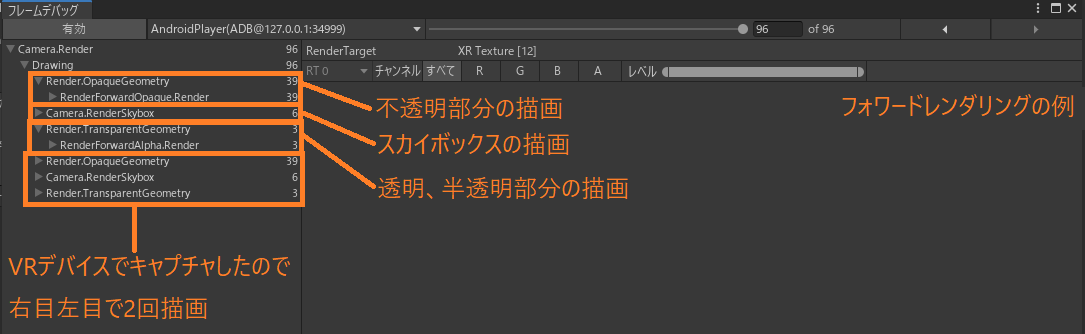 フレームデバッグ
有効 AndroidPlayer(ADB@127.0.0.1:34999) 96 of 96
Camera.Render 96
Drawing 96
Render.OpaqueGeometry 39
RenderForwardOpaque.Render 39
Camera.RenderSkybox 6
Render.TransparentGeometry 3
RenderForwardAlpha.Render 3
Render.OpaqueGeometry 39
Camera.RenderSkybox 6
Render.TransparentGeometry 3
RenderTarget XR Texture [12]
RT 0 チャンネル すべて R G B A レベル
フォワードレンダリングの例
不透明部分の描画
スカイボックスの描画
透明、半透明部分の描画
VRデバイスでキャプチャしたので
右目左目で2回描画